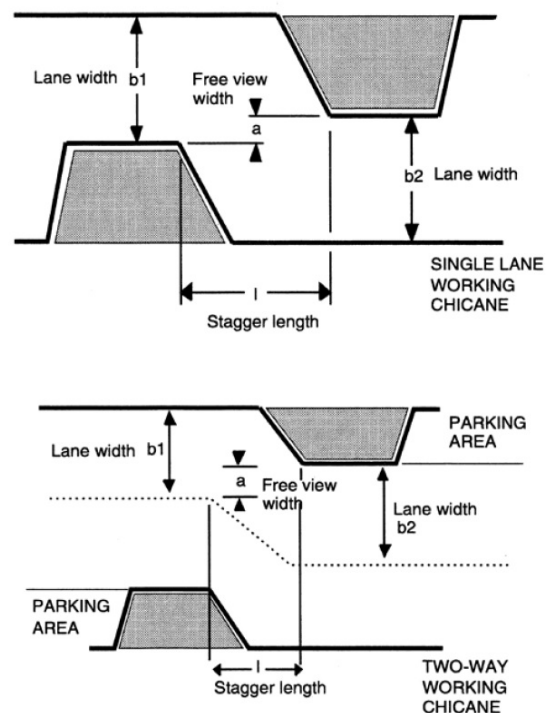 Lane width b1
Free view
width
a
b2 Lane width
l
Stagger length
SINGLE LANE
WORKING
CHICANE
PARKING
AREA
Lane width b1
a
Free view
width
Lane width
b2
PARKING
AREA
l
Stagger length
TWO-WAY
WORKING
CHICANE